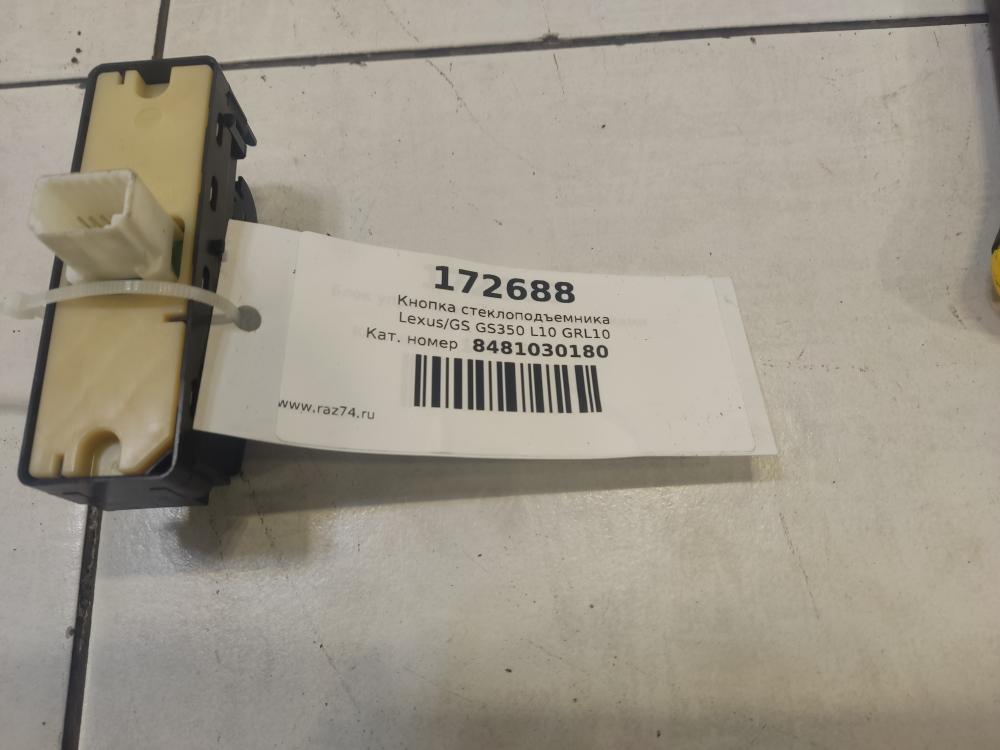 172688
Кнопка стеклоподъемника
Lexus/GS GS350 L10 GRL10
Кат. номер 8481030180
www.raz74.ru